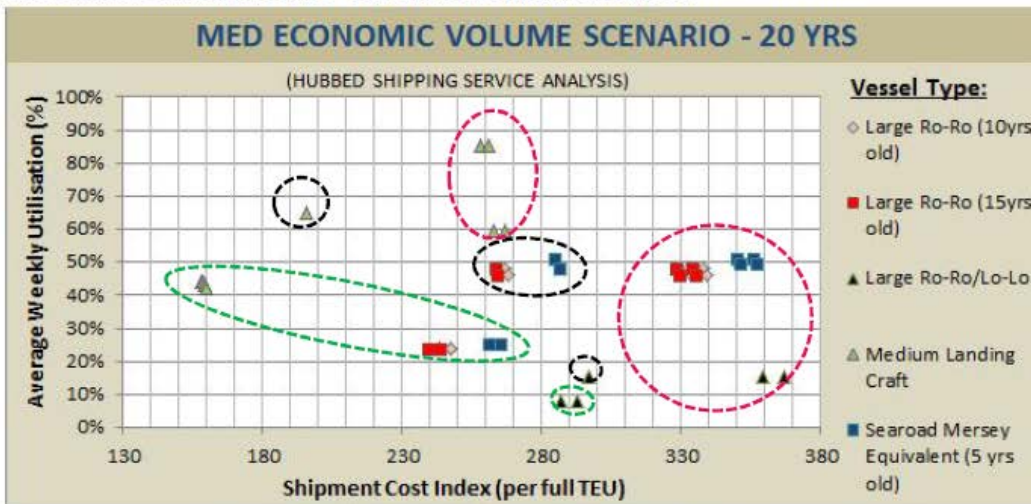 MED ECONOMIC VOLUME SCENARIO - 20 YRS
(HUBBED SHIPPING SERVICE ANALYSIS)
Average Weekly Utilisation (%)
100%
90%
80%
70%
60%
50%
40%
30%
20%
10%
0%
130
180
230
280
330
380
Shipment Cost Index (per full TEU)
Vessel Type:
Large Ro-Ro (10yrs
old)
Large Ro-Ro (15yrs
old)
Large Ro-Ro/Lo-Lo
Medium Landing
Craft
Searoad Mersey
Equivalent (5 yrs
old)